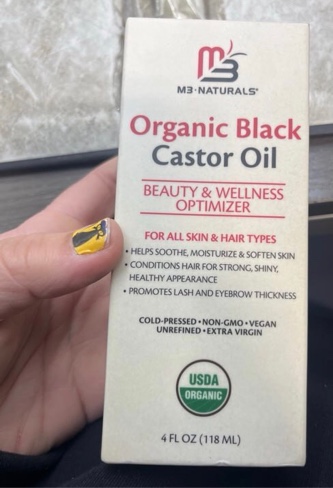 M3
M3•NATURALS®
Organic Black
Castor Oil
BEAUTY & WELLNESS
OPTIMIZER
FOR ALL SKIN & HAIR TYPES
• HELPS SOOTHE, MOISTURIZE & SOFTEN SKIN
• CONDITIONS HAIR FOR STRONG, SHINY,
HEALTHY APPEARANCE
• PROMOTES LASH AND EYEBROW THICKNESS
COLD-PRESSED • NON-GMO • VEGAN
UNREFINED • EXTRA VIRGIN
USDA
ORGANIC
4 FL OZ (118 ML)